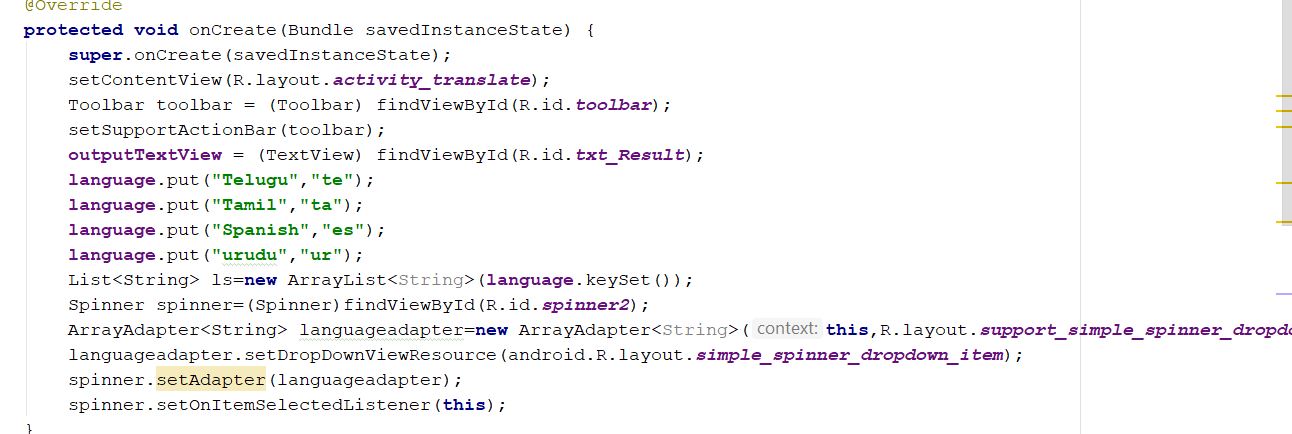 @Override
protected void onCreate(Bundle savedInstanceState) {
super.onCreate(savedInstanceState);
setContentView(R.layout.activity_translate);
Toolbar toolbar = (Toolbar) findViewById(R.id.toolbar);
setSupportActionBar(toolbar);
outputTextView = (TextView) findViewById(R.id.txt_Result);
language.put("Telugu","te");
language.put("Tamil","ta");
language.put("Spanish","es");
language.put("urudu","ur");
List<String> ls=new ArrayList<String>(language.keySet());
Spinner spinner=(Spinner)findViewById(R.id.spinner2);
ArrayAdapter<String> languageadapter=new ArrayAdapter<String>( context: this,R.layout.support_simple_spinner_dropd
languageadapter.setDropDownViewResource(android.R.layout.simple_spinner_dropdown_item);
spinner.setAdapter(languageadapter);
spinner.setOnItemSelectedListener(this);
}